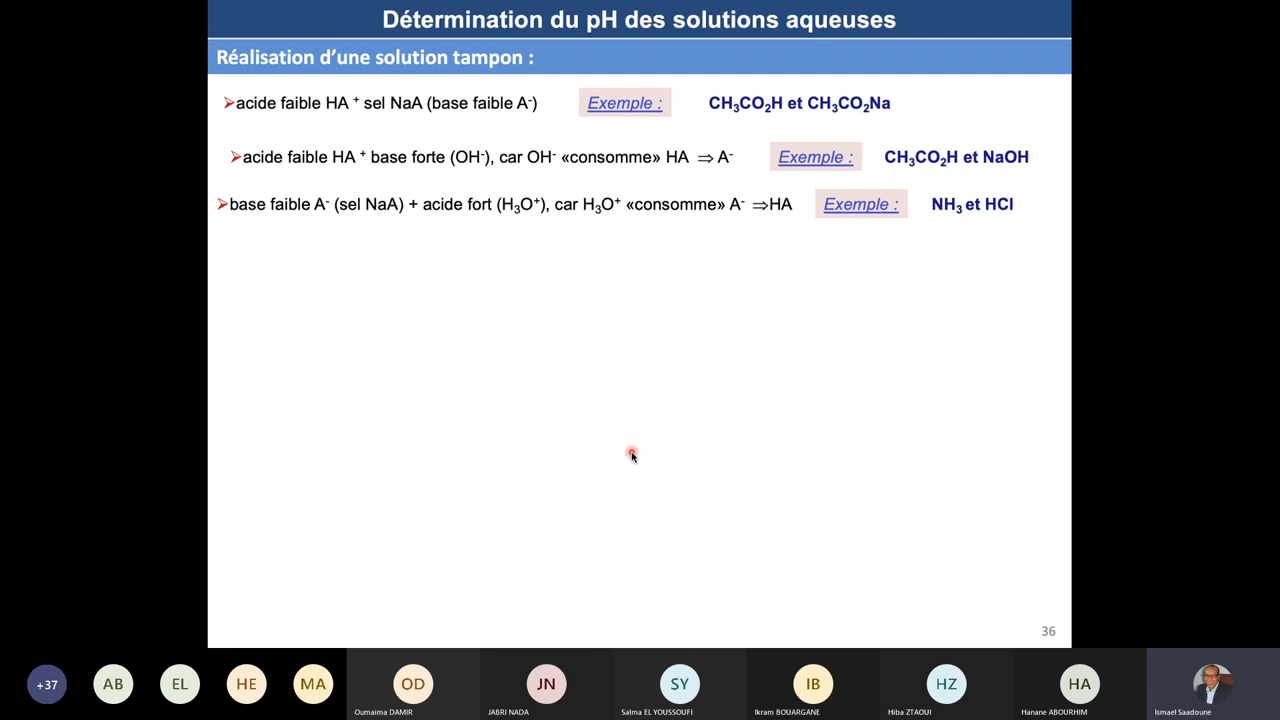 Détermination du pH des solutions aqueuses
Réalisation d’une solution tampon :
➢acide faible HA ⁺ sel NaA (base faible A⁻) Exemple : CH₃CO₂H et CH₃CO₂Na
➢acide faible HA ⁺ base forte (OH⁻), car OH⁻ «consomme» HA ⇒ A⁻ Exemple : CH₃CO₂H et NaOH
➢base faible A⁻ (sel NaA) + acide fort (H₃O⁺), car H₃O⁺ «consomme» A⁻ ⇒HA Exemple : NH₃ et HCl
36
+37 AB EL HE MA OD JN SY IB HZ HA
Oumaima DAMIR JABRI NADA Salma EL YOUSSOUFI Ikram BOUARGANE Hiba ZTAOUI Hanane ABOURHIM Ismael Saadoune